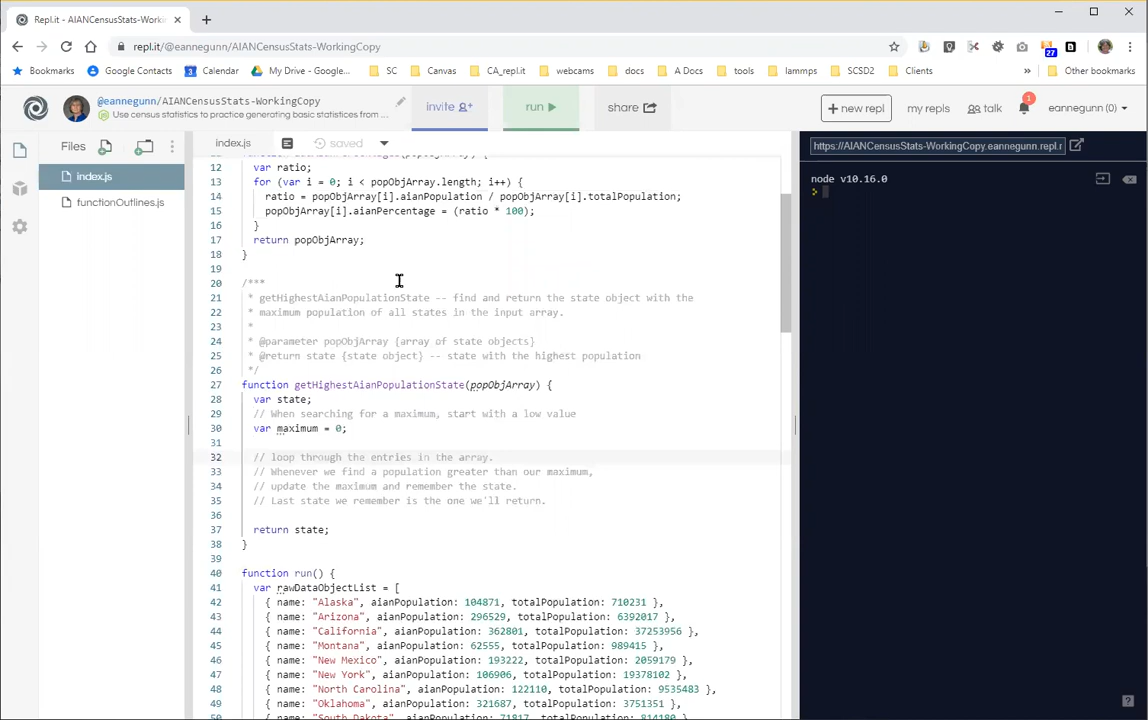 Repl.it - AIANCensusStats-Worki
repl.it/@eannegunn/AIANCensusStats-WorkingCopy
27
Bookmarks
Google Contacts
3
Calendar
My Drive - Google...
SC
Canvas
CA_repl.it
webcams
docs
A Docs
tools
lammps
SCSD2
Clients
»
Other bookmarks
@eannegunn/AIANCensusStats-WorkingCopy
Use census statistics to practice generating basic statistics from ...
invite
run
share
+ new repl
my repls
talk
1
eannegunn (0)
Files
index.js
functionOutlines.js
index.js
saved
12 var ratio;
13 for (var i = 0; i < popObjArray.length; i++) {
14 ratio = popObjArray[i].aianPopulation / popObjArray[i].totalPopulation;
15 popObjArray[i].aianPercentage = (ratio * 100);
16 }
17 return popObjArray;
18 }
19
20 /***
21 * getHighestAianPopulationState -- find and return the state object with the
22 * maximum population of all states in the input array.
23 *
24 * @parameter popObjArray {array of state objects}
25 * @return state {state object} -- state with the highest population
26 */
27 function getHighestAianPopulationState(popObjArray) {
28 var state;
29 // When searching for a maximum, start with a low value
30 var maximum = 0;
31
32 // loop through the entries in the array.
33 // Whenever we find a population greater than our maximum,
34 // update the maximum and remember the state.
35 // Last state we remember is the one we'll return.
36
37 return state;
38 }
39
40 function run() {
41 var rawDataObjectList = [
42 { name: "Alaska", aianPopulation: 104871, totalPopulation: 710231 },
43 { name: "Arizona", aianPopulation: 296529, totalPopulation: 6392017 },
44 { name: "California", aianPopulation: 362801, totalPopulation: 37253956 },
45 { name: "Montana", aianPopulation: 62555, totalPopulation: 989415 },
46 { name: "New Mexico", aianPopulation: 193222, totalPopulation: 2059179 },
47 { name: "New York", aianPopulation: 106906, totalPopulation: 19378102 },
48 { name: "North Carolina", aianPopulation: 122110, totalPopulation: 9535483 },
49 { name: "Oklahoma", aianPopulation: 321687, totalPopulation: 3751351 },
50 { name: "South Dakota", aianPopulation: 71817, totalPopulation: 814180 },
https://AIANCensusStats-WorkingCopy.eannegunn.repl.r
node v10.16.0
>
?